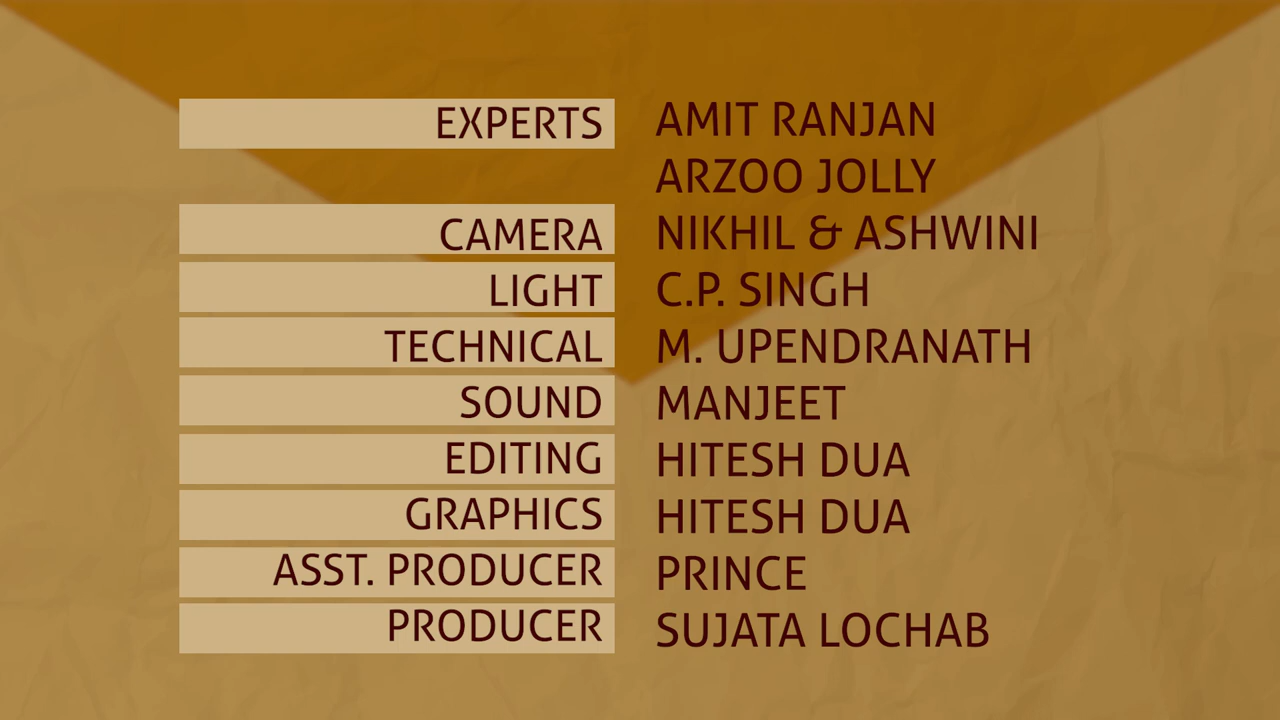 EXPERTS AMIT RANJAN
ARZOO JOLLY
CAMERA NIKHIL & ASHWINI
LIGHT C.P. SINGH
TECHNICAL M. UPENDRANATH
SOUND MANJEET
EDITING HITESH DUA
GRAPHICS HITESH DUA
ASST. PRODUCER PRINCE
PRODUCER SUJATA LOCHAB